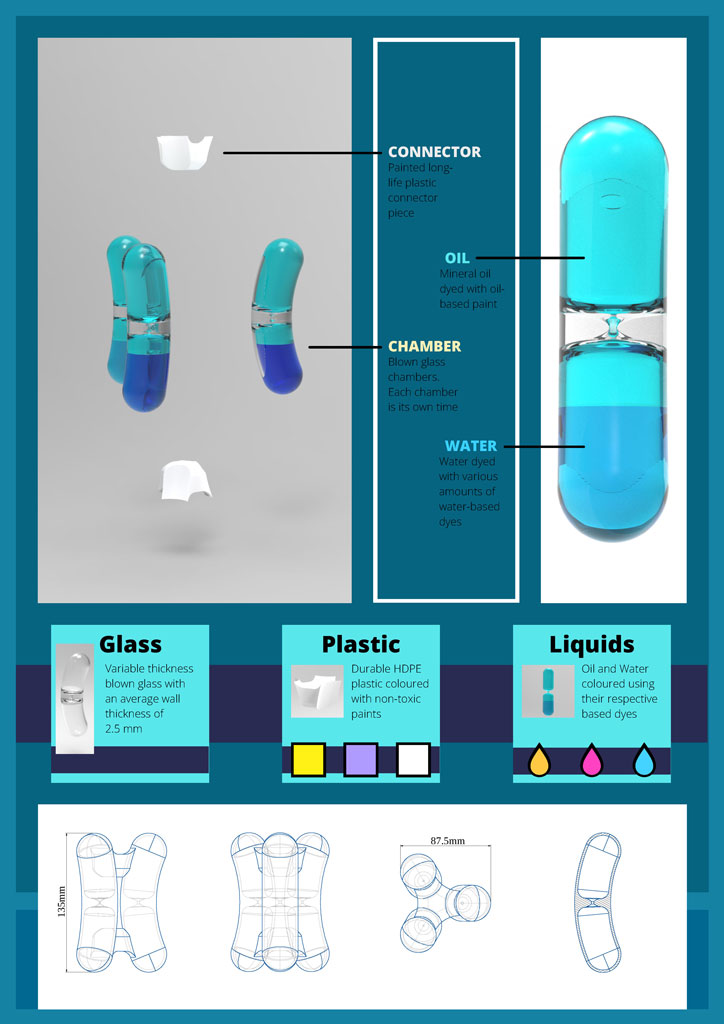 CONNECTOR
Painted long-
life plastic
connector
piece
OIL
Mineral oil
dyed with oil-
based paint
CHAMBER
Blown glass
chambers.
Each chamber
is its own time
WATER
Water dyed
with various
amounts of
water-based
dyes
Glass
Variable thickness
blown glass with
an average wall
thickness of
2.5 mm
Plastic
Durable HDPE
plastic coloured
with non-toxic
paints
Liquids
Oil and Water
coloured using
their respective
based dyes
135mm
87.5mm